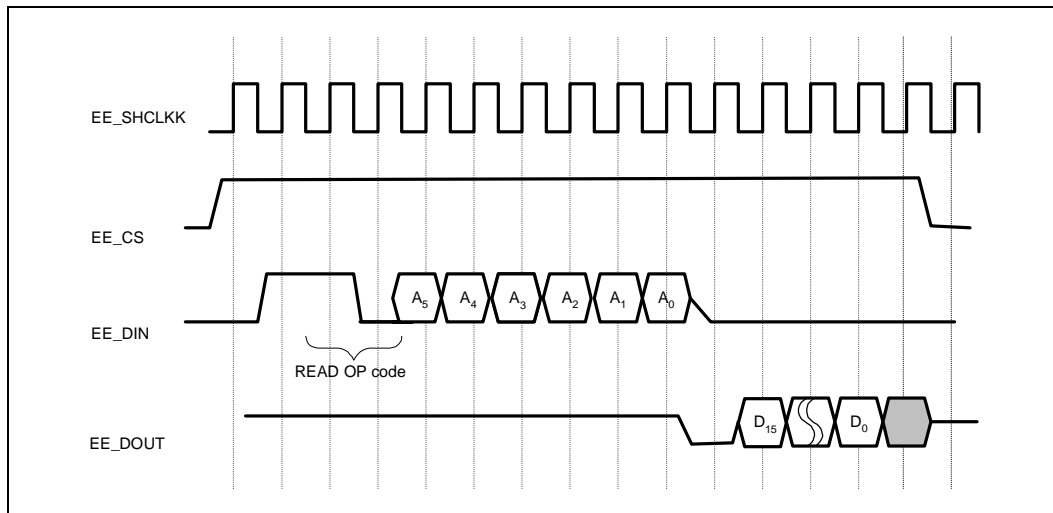 EE_SHCLKK
EE_CS
EE_DIN
A5 A4 A3 A2 A1 A0
READ OP code
EE_DOUT
D15 D0